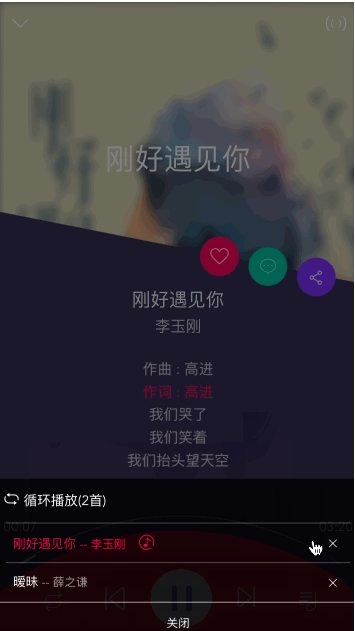 刚好遇见你
刚好遇见你
李玉刚
作曲 : 高进
作词 : 高进
我们哭了
我们笑着
我们抬头望天空
循环播放(2首)
00:07
03:20
刚好遇见你 -- 李玉刚
暧昧 -- 薛之谦
关闭